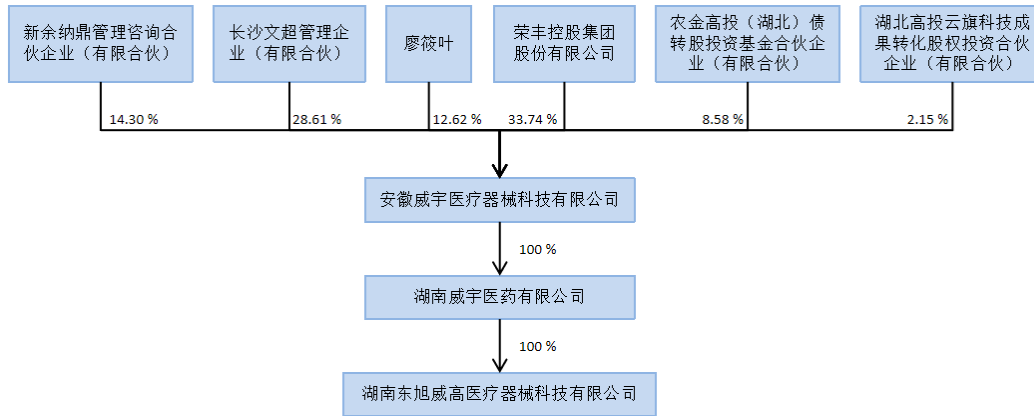 新余纳鼎管理咨询合
伙企业（有限合伙）
长沙文超管理企
业（有限合伙）
廖筱叶
荣丰控股集团
股份有限公司
农金高投（湖北）债
转股投资基金合伙企
业（有限合伙）
湖北高投云旗科技成
果转化股权投资合伙
企业（有限合伙）
14.30 %
28.61 %
12.62 %
33.74 %
8.58 %
2.15 %
安徽威宇医疗器械科技有限公司
100 %
湖南威宇医药有限公司
100 %
湖南东旭威高医疗器械科技有限公司